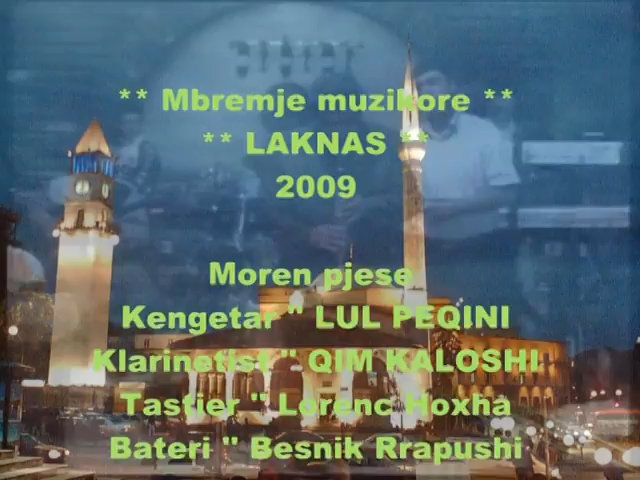 ** Mbremje muzikore **
** LAKNAS **
2009
Moren pjese
Kengetar " LUL PEQINI
Klarinetist " QIM KALOSHI
Tastier " Lorenc Hoxha
Bateri " Besnik Rrapushi